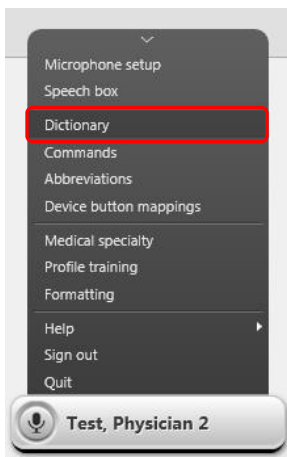 Microphone setup
Speech box
Dictionary
Commands
Abbreviations
Device button mappings
Medical specialty
Profile training
Formatting
Help
Sign out
Quit
Test, Physician 2